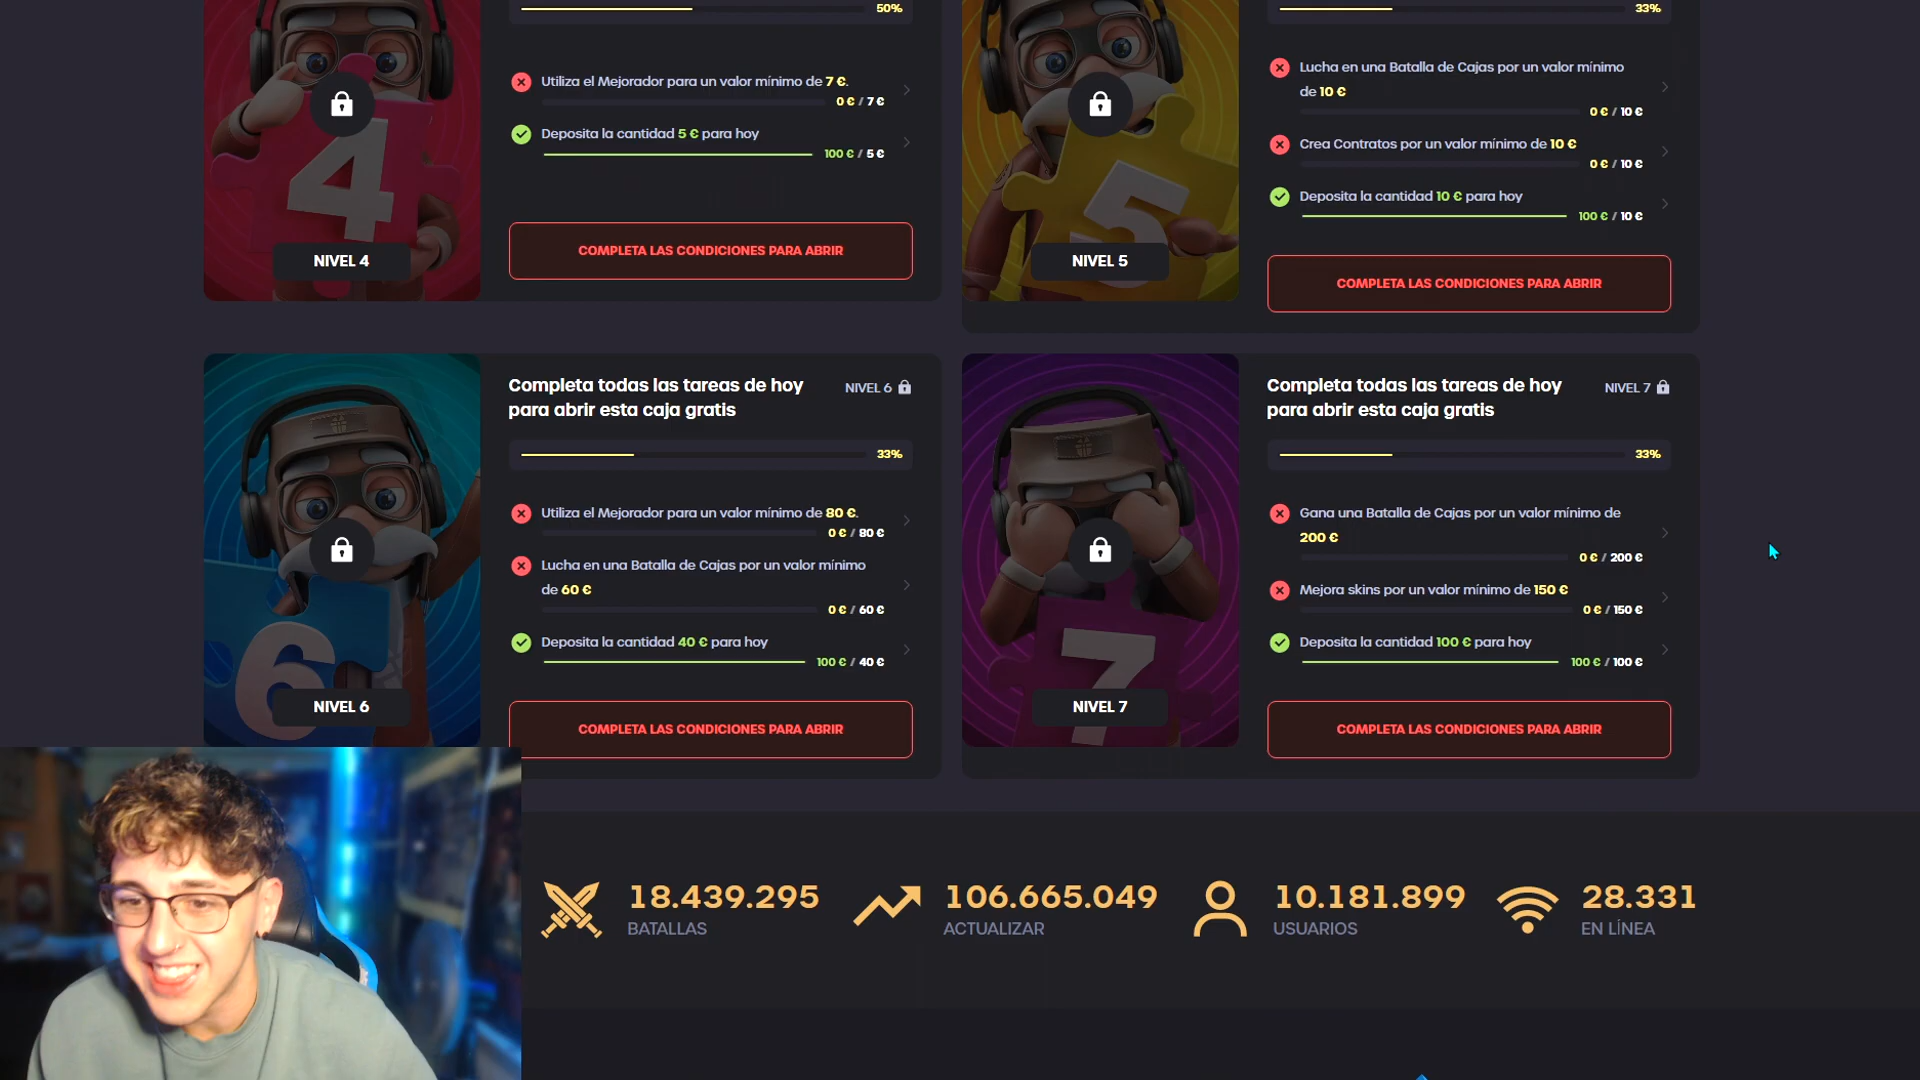 50%
Utiliza el Mejorador para un valor mínimo de 7 €.
0 € / 7 €
Deposita la cantidad 5 € para hoy
100 € / 5 €
COMPLETA LAS CONDICIONES PARA ABRIR
4
NIVEL 4
33%
Lucha en una Batalla de Cajas por un valor mínimo
de 10 €
0 € / 10 €
Crea Contratos por un valor mínimo de 10 €
0 € / 10 €
Deposita la cantidad 10 € para hoy
100 € / 10 €
COMPLETA LAS CONDICIONES PARA ABRIR
5
NIVEL 5
Completa todas las tareas de hoy
para abrir esta caja gratis
NIVEL 6
33%
Utiliza el Mejorador para un valor mínimo de 80 €.
0 € / 80 €
Lucha en una Batalla de Cajas por un valor mínimo
de 60 €
0 € / 60 €
Deposita la cantidad 40 € para hoy
100 € / 40 €
COMPLETA LAS CONDICIONES PARA ABRIR
6
NIVEL 6
Completa todas las tareas de hoy
para abrir esta caja gratis
NIVEL 7
33%
Gana una Batalla de Cajas por un valor mínimo de
200 €
0 € / 200 €
Mejora skins por un valor mínimo de 150 €
0 € / 150 €
Deposita la cantidad 100 € para hoy
100 € / 100 €
COMPLETA LAS CONDICIONES PARA ABRIR
7
NIVEL 7
18.439.295
BATALLAS
106.665.049
ACTUALIZAR
10.181.899
USUARIOS
28.331
EN LÍNEA